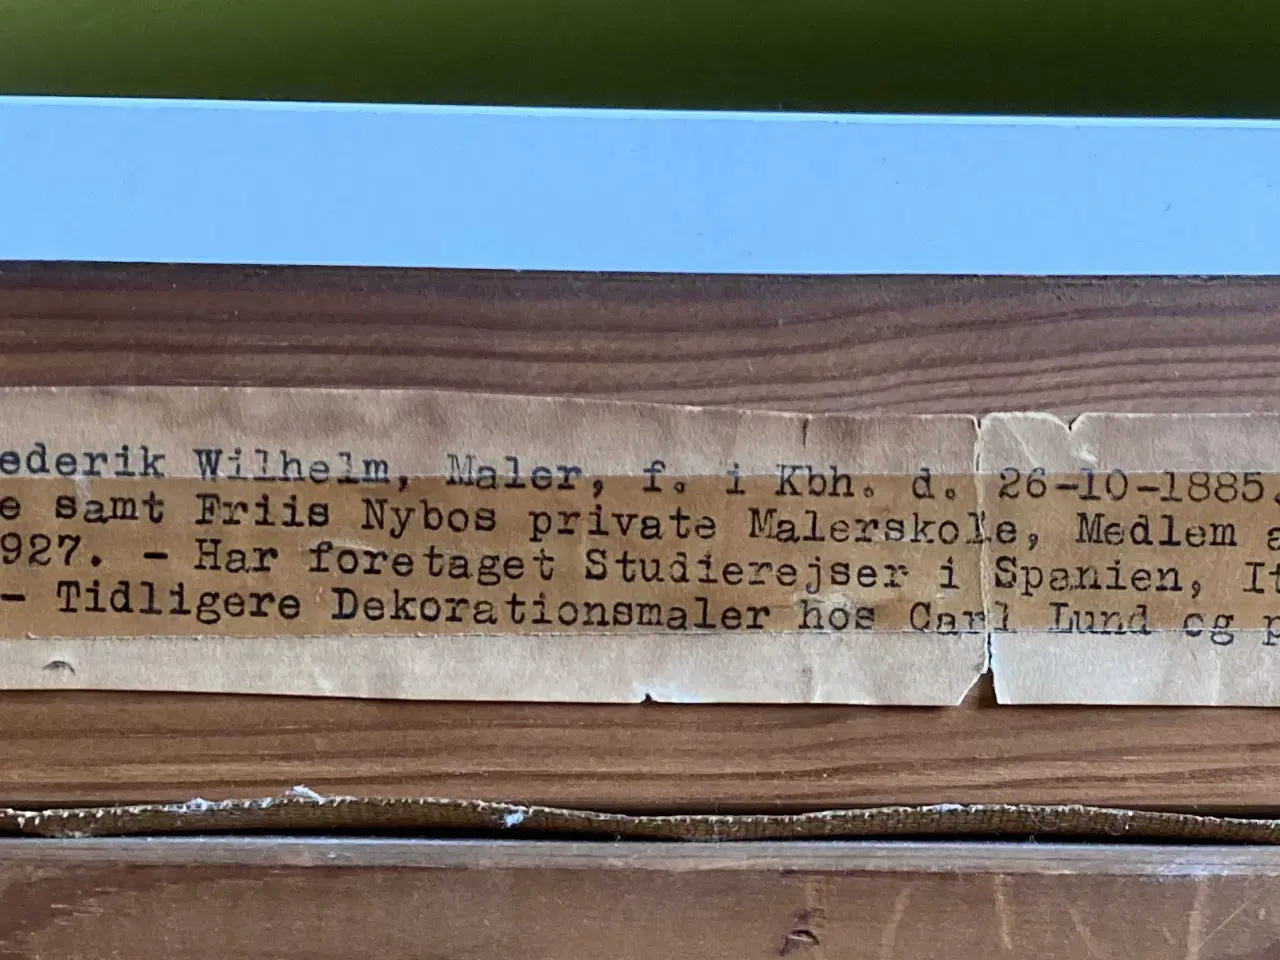 ederik Wilhelm, Maler, f. i Kbh. d. 26-10-1885.
e samt Friis Nybos private Malerskole, Medlem a
927. - Har foretaget Studierejser i Spanien, It
- Tidligere Dekorationsmaler hos Carl Lund og p